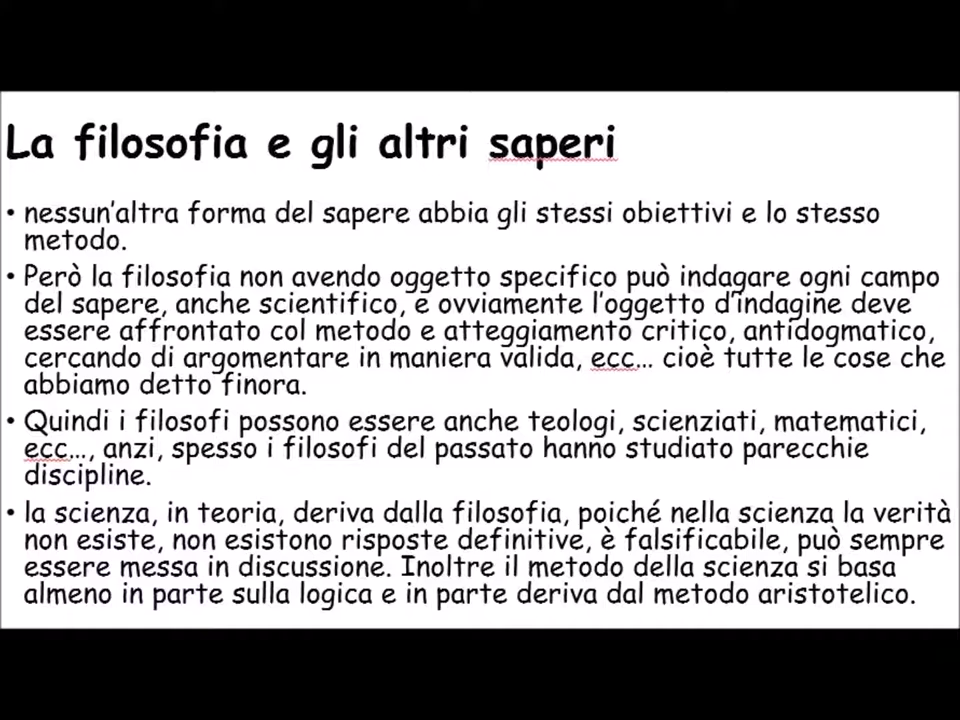 La filosofia e gli altri saperi
• nessun'altra forma del sapere abbia gli stessi obiettivi e lo stesso
metodo.
• Però la filosofia non avendo oggetto specifico può indagare ogni campo
del sapere, anche scientifico, e ovviamente l'oggetto d'indagine deve
essere affrontato col metodo e atteggiamento critico, antidogmatico,
cercando di argomentare in maniera valida, ecc... cioè tutte le cose che
abbiamo detto finora.
• Quindi i filosofi possono essere anche teologi, scienziati, matematici,
ecc..., anzi, spesso i filosofi del passato hanno studiato parecchie
discipline.
• la scienza, in teoria, deriva dalla filosofia, poiché nella scienza la verità
non esiste, non esistono risposte definitive, è falsificabile, può sempre
essere messa in discussione. Inoltre il metodo della scienza si basa
almeno in parte sulla logica e in parte deriva dal metodo aristotelico.